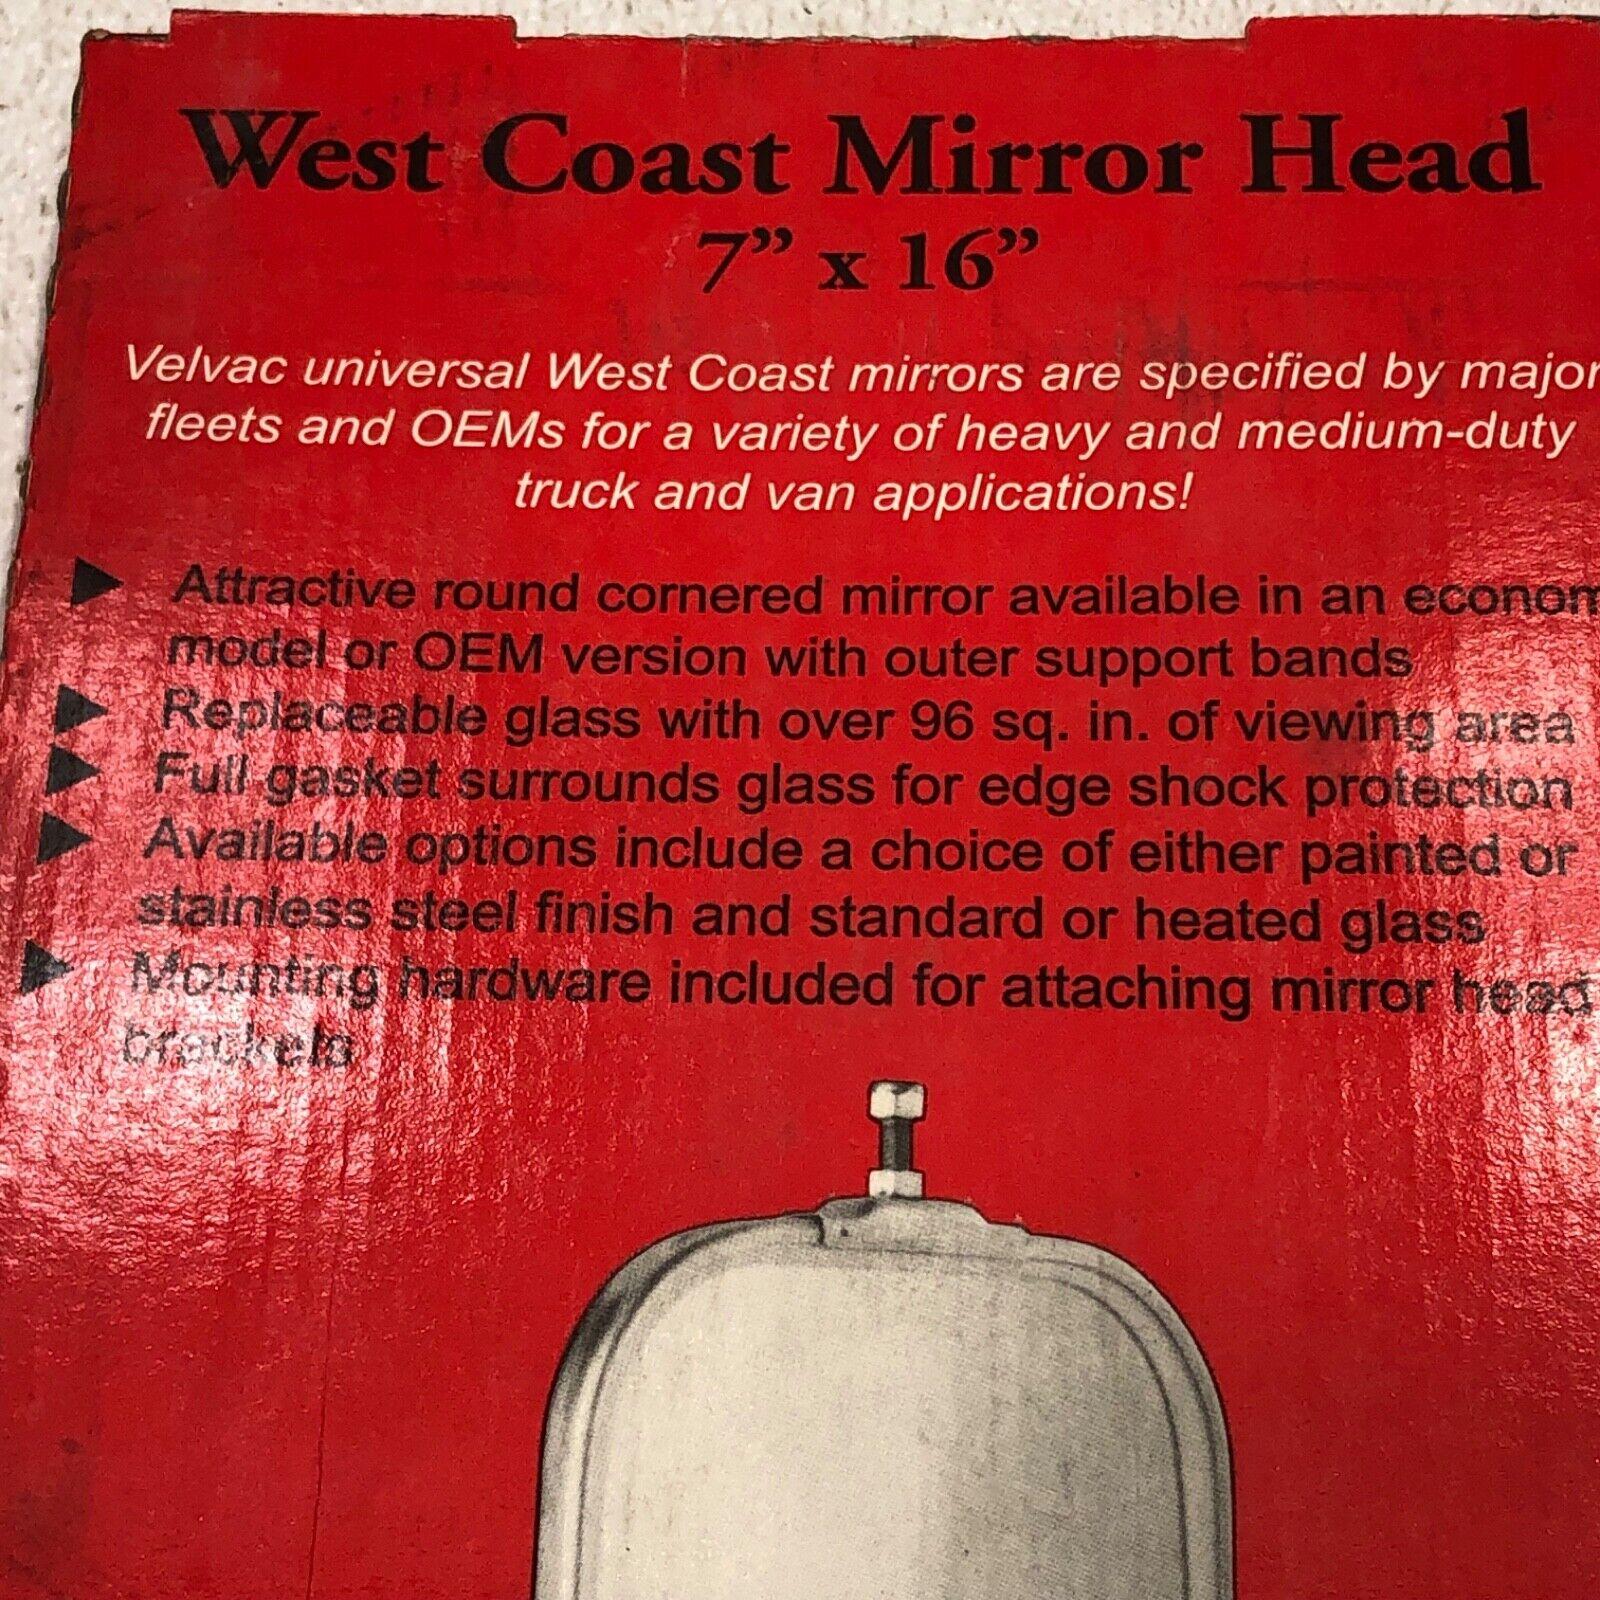 West Coast Mirror Head
7” x 16”
Velvac universal West Coast mirrors are specified by major
fleets and OEMs for a variety of heavy and medium-duty
truck and van applications!
Attractive round cornered mirror available in an econom
model or OEM version with outer support bands
Replaceable glass with over 96 sq. in. of viewing area
Full gasket surrounds glass for edge shock protection
Available options include a choice of either painted or
stainless steel finish and standard or heated glass
Mounting hardware included for attaching mirror head
brackets